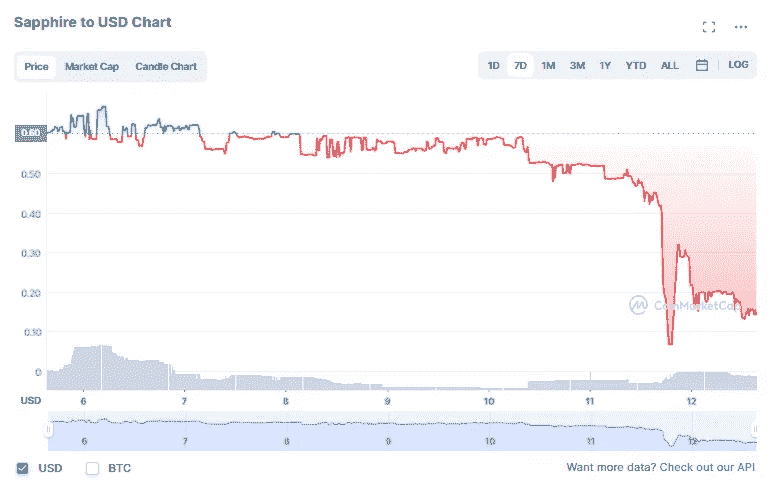 Sapphire to USD Chart
Price Market Cap Candle Chart
1D 7D 1M 3M 1Y YTD ALL LOG
0.60
0.50
0.40
0.30
0.20
0.10
0
CoinMarketCap
USD 6 7 8 9 10 11 12
6 7 8 9 10 11 12
USD BTC
Want more data? Check out our API